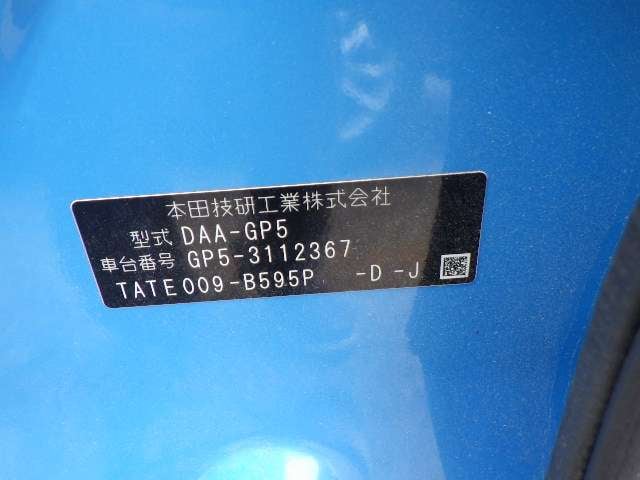 本田技研工業株式会社
型式 DAA-GP5
車台番号 GP5-3112367
TATE009-B595P -D -J